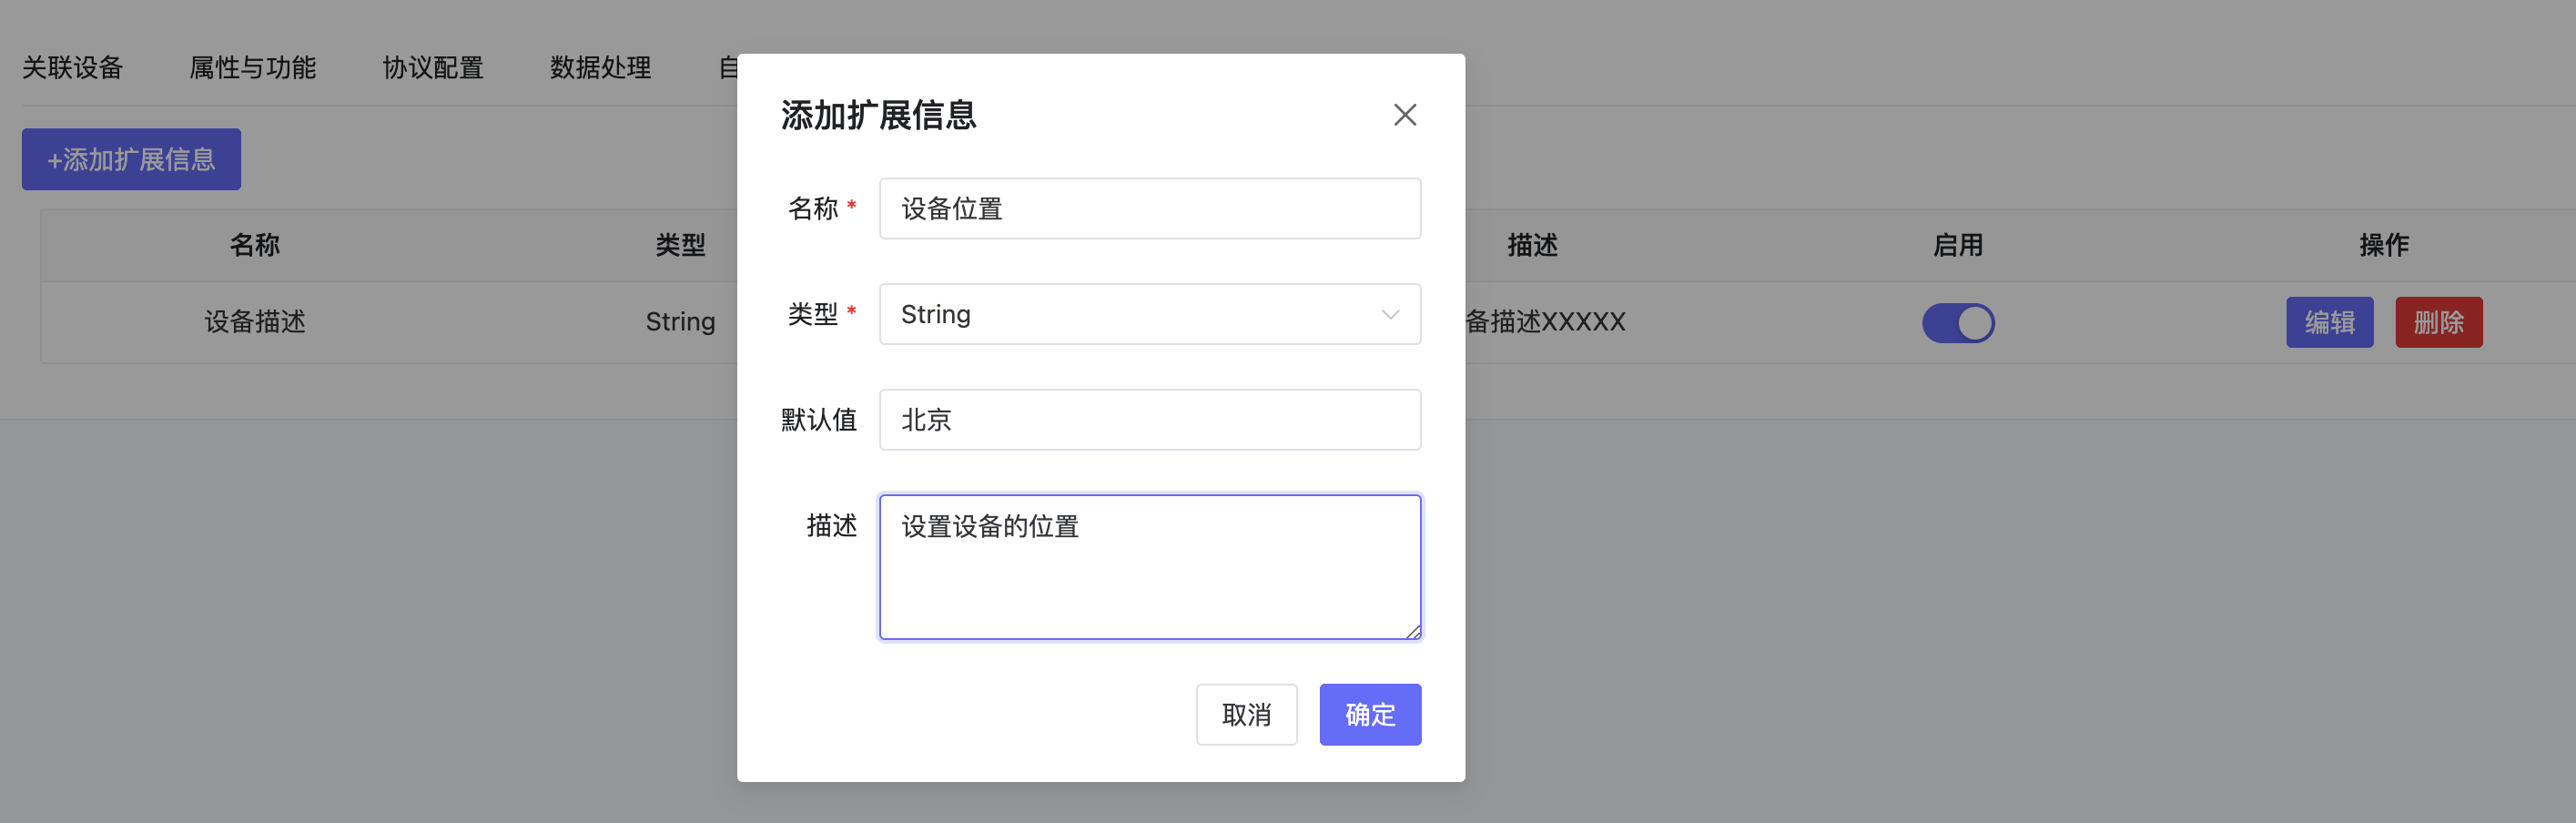 关联设备 属性与功能 协议配置 数据处理 自
+添加扩展信息
名称 类型 描述 启用 操作
设备描述 String 备描述XXXXX 编辑 删除
添加扩展信息
名称 * 设备位置
类型 * String
默认值 北京
描述 设置设备的位置
取消 确定